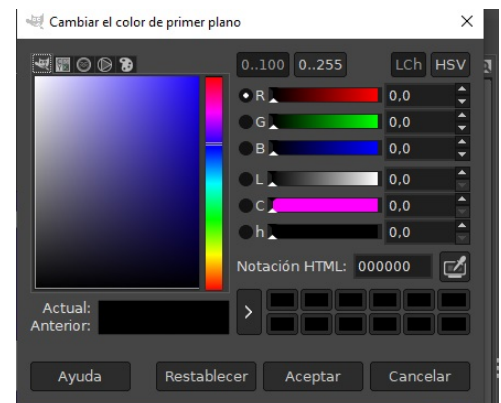 Cambiar el color de primer plano
0..100 0..255 LCh HSV
R 0,0
G 0,0
B 0,0
L 0,0
C 0,0
h 0,0
Notación HTML: 000000
Actual:
Anterior:
Ayuda Restablecer Aceptar Cancelar